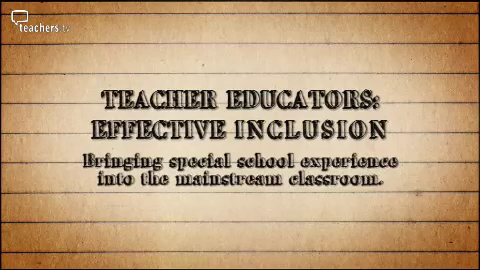 teachers tv
TEACHER EDUCATORS:
EFFECTIVE INCLUSION
Bringing special school experience
into the mainstream classroom.